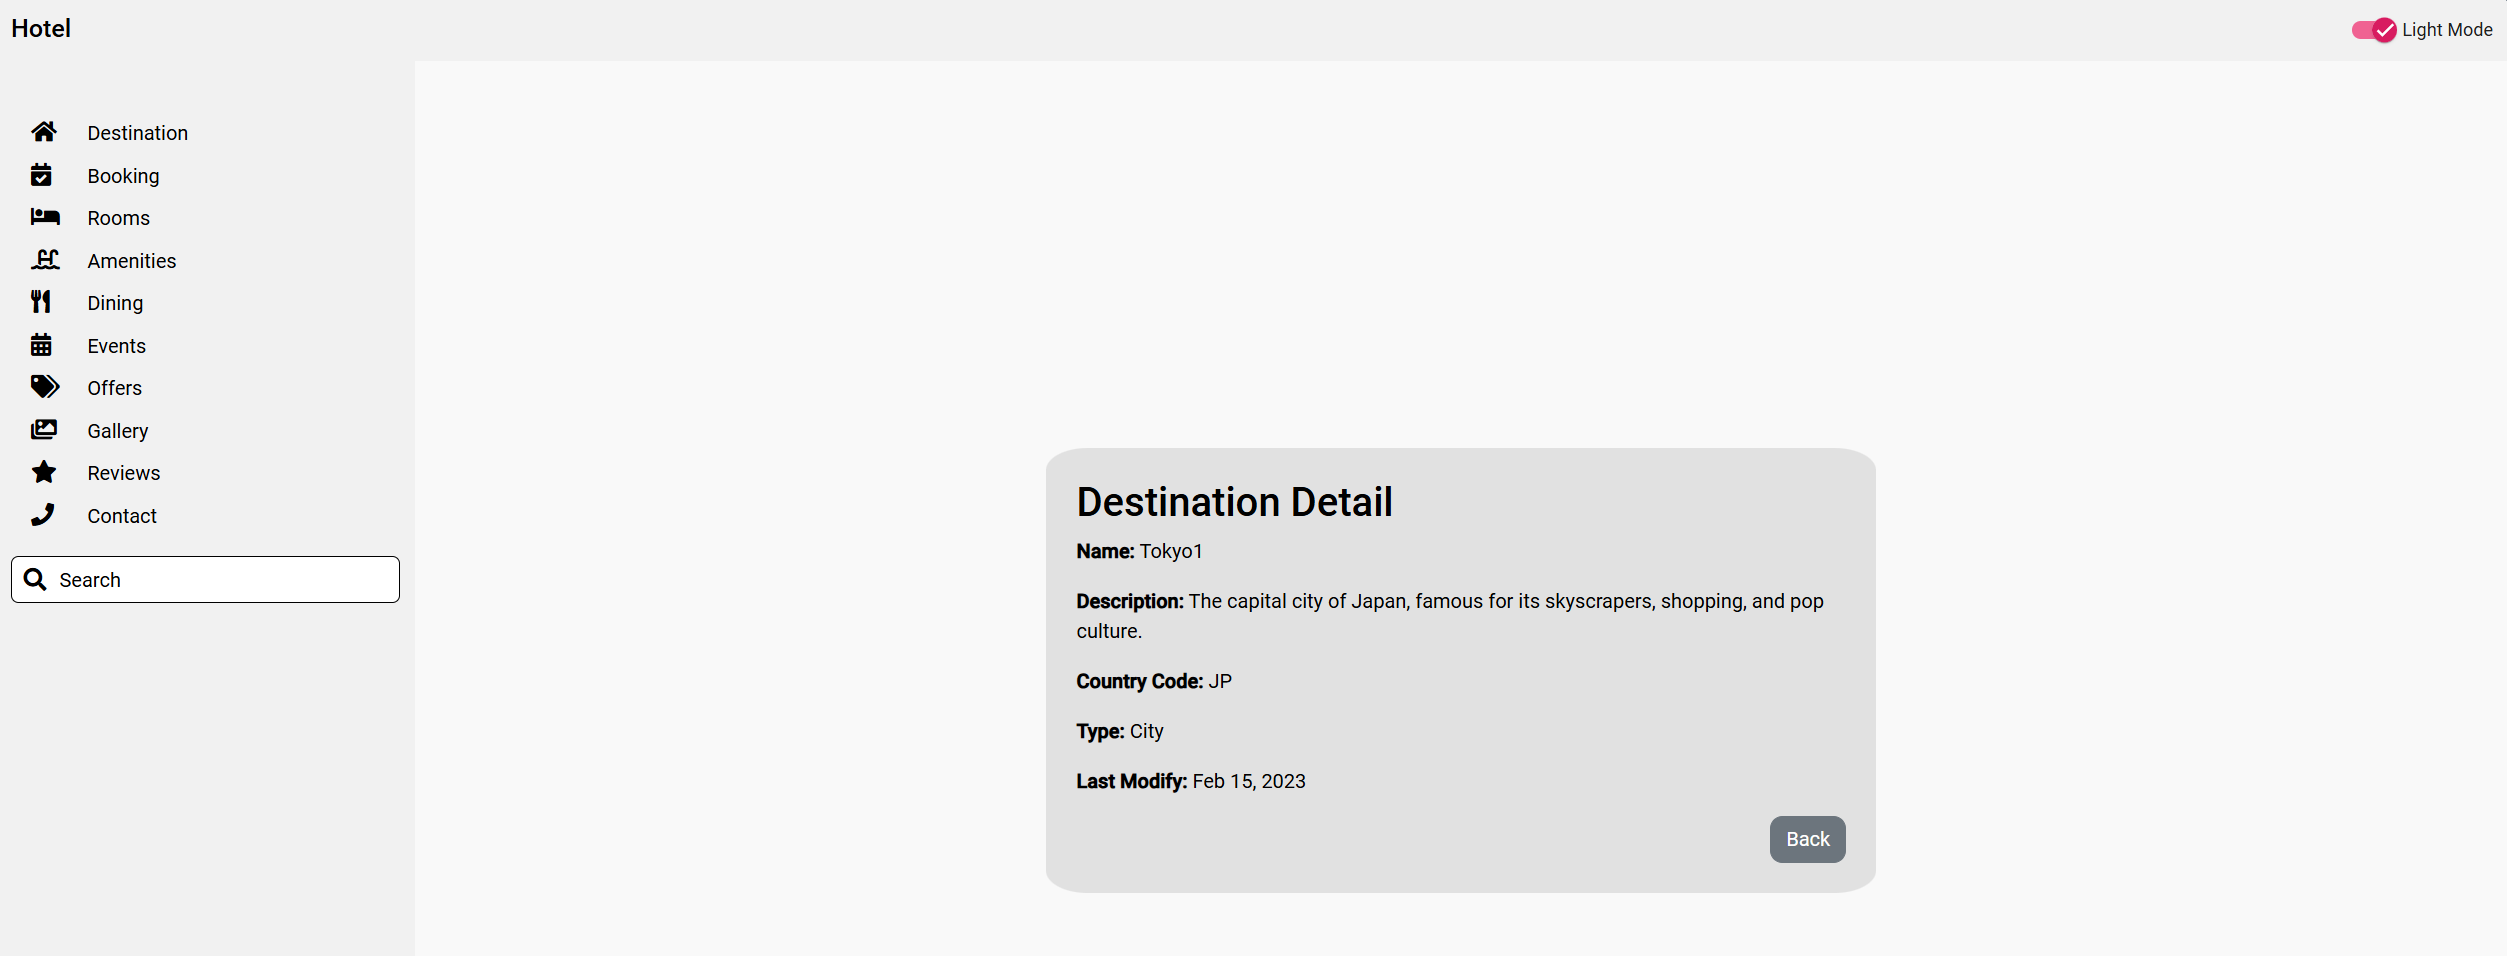 Hotel
Light Mode
Destination
Booking
Rooms
Amenities
Dining
Events
Offers
Gallery
Reviews
Contact
Search
Destination Detail
Name: Tokyo1
Description: The capital city of Japan, famous for its skyscrapers, shopping, and pop
culture.
Country Code: JP
Type: City
Last Modify: Feb 15, 2023
Back